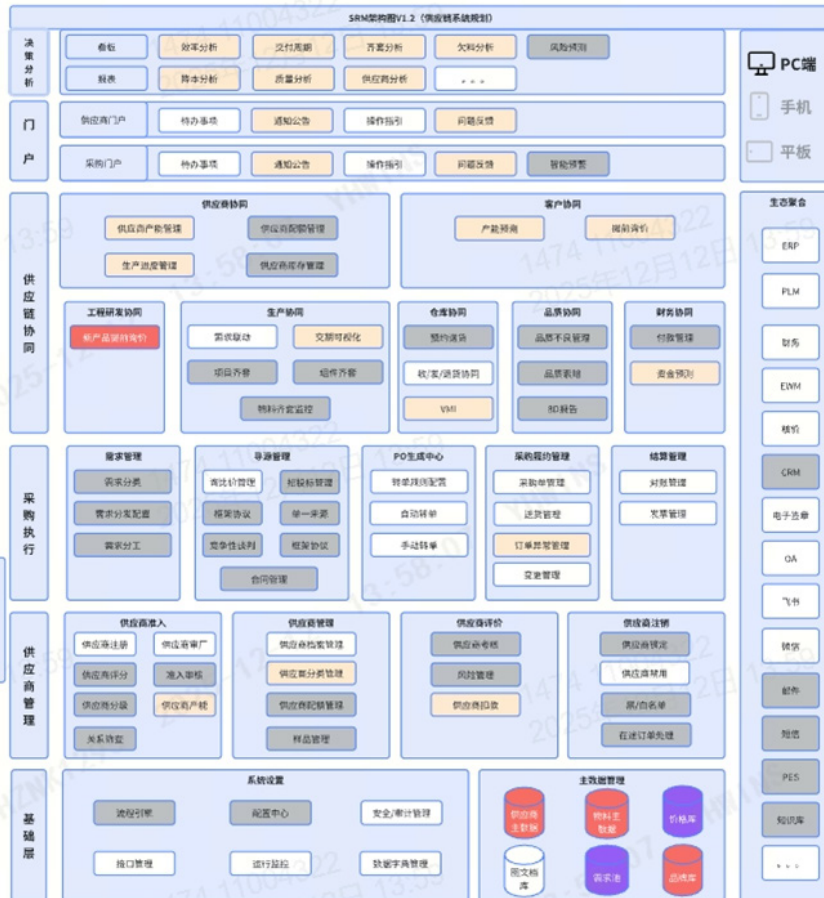 SRM架构图V1.2（供应链系统规划）
决策分析
看板 效率分析 交付周期 齐套分析 欠料分析 风险预测
报表 降本分析 质量分析 供应商分析 。。。
门户
供应商门户 待办事项 通知公告 操作指引 问题反馈
采购门户 待办事项 通知公告 操作指引 问题反馈 智能预警
PC端
手机
平板
供应链协同
供应商协同
供应商产能管理 供应商配额管理
生产进度管理 供应商库存管理
客户协同
产能预测 提前询价
工程研发协同
新产品提前询价
生产协同
需求联动 交期可视化
项目齐套 组件齐套
物料齐套监控
仓库协同
预约送货
收/发/退货协同
VMI
品质协同
品质不良管理
品质索赔
8D报告
财务协同
付款管理
资金预测
采购执行
需求管理
需求分类
需求分发配置
需求分工
寻源管理
询比价管理 招投标管理
框架协议 单一来源
竞争性谈判 框架协议
合同管理
PO生成中心
转单规则配置
自动转单
手动转单
采购履约管理
采购单管理
送货管理
订单异常管理
变更管理
结算管理
对账管理
发票管理
供应商管理
供应商准入
供应商注册 供应商审厂
供应商评分 准入审核
供应商分级 供应商产能
关系调查
供应商管理
供应商档案管理
供应商分类管理
供应商配额管理
样品管理
供应商评价
供应商考核
风险管理
供应商扣款
供应商注销
供应商锁定
供应商禁用
黑/白名单
在途订单处理
基础层
系统设置
流程引擎 配置中心 安全/审计管理
接口管理 运行监控 数据字典管理
主数据管理
供应商主数据 物料主数据 价格库
图文档库 需求池 品牌库
生态聚合
ERP
PLM
财务
EWM
核价
CRM
电子签章
OA
飞书
微信
邮件
短信
PES
知识库
。。。
1474 11004322
2025年12月12日 13:59